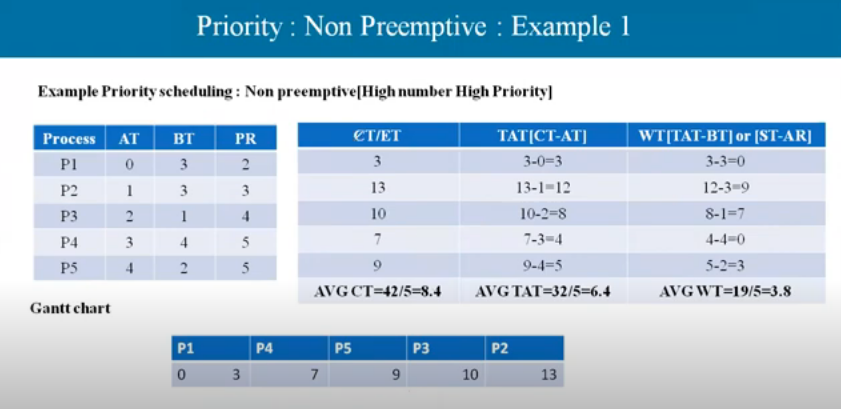 Priority : Non Preemptive : Example 1
Example Priority scheduling : Non preemptive[High number High Priority]
Process AT BT PR
P1 0 3 2
P2 1 3 3
P3 2 1 4
P4 3 4 5
P5 4 2 5
CT/ET TAT[CT-AT] WT[TAT-BT] or [ST-AR]
3 3-0=3 3-3=0
13 13-1=12 12-3=9
10 10-2=8 8-1=7
7 7-3=4 4-4=0
9 9-4=5 5-2=3
AVG CT=42/5=8.4 AVG TAT=32/5=6.4 AVG WT=19/5=3.8
Gantt chart
P1 P4 P5 P3 P2
0 3 7 9 10 13